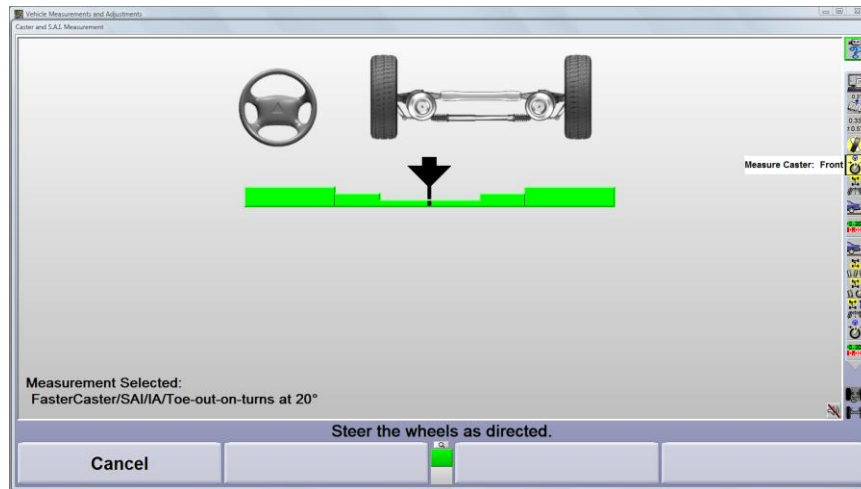 Vehicle Measurements and Adjustments
Caster and S.A.I. Measurement
Measure Caster: Front
Measurement Selected:
FasterCaster/SAI/IA/Toe-out-on-turns at 20°
Steer the wheels as directed.
Cancel